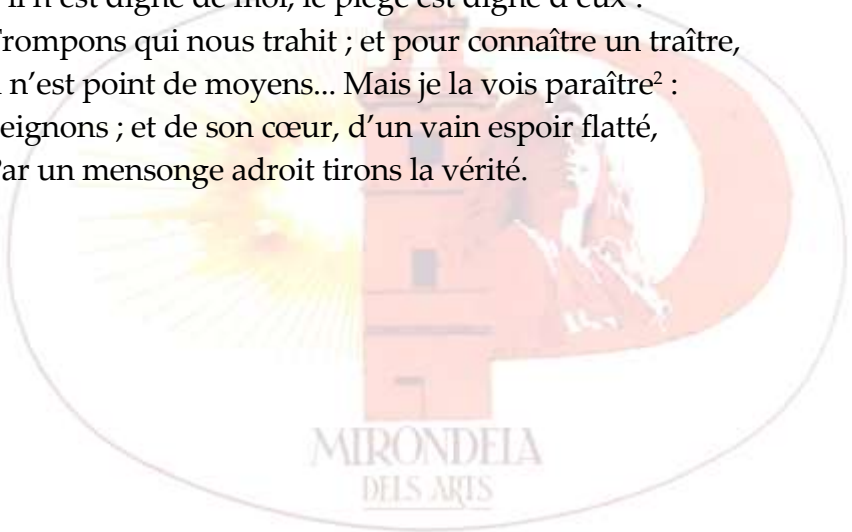 'il n'est digne de moi, le piège est digne d'eux :
Trompons qui nous trahit ; et pour connaître un traître,
l n'est point de moyens... Mais je la vois paraître² :
eignons ; et de son cœur, d'un vain espoir flatté,
Par un mensonge adroit tirons la vérité.
MIRONDELA
DELS ARTS